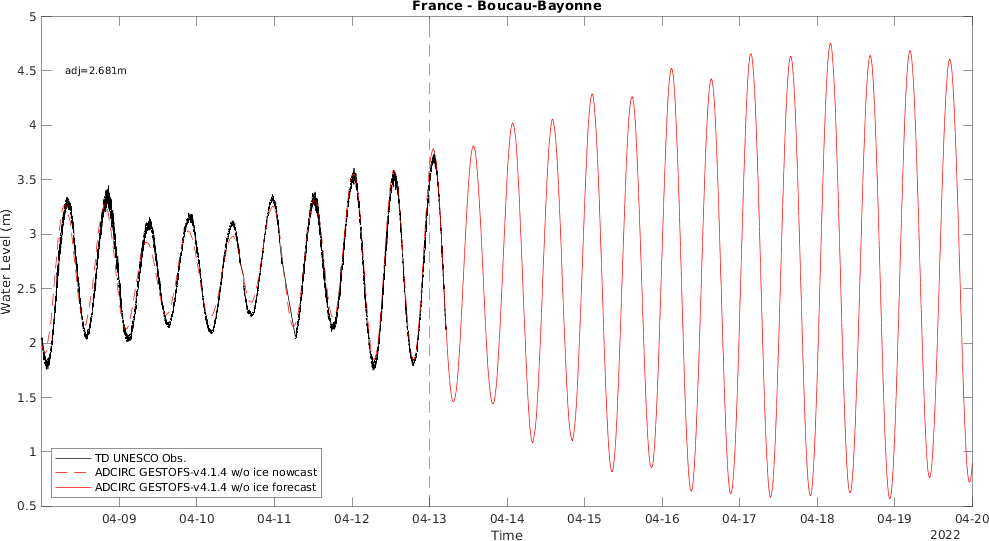 France - Boucau-Bayonne
5
4.5
4
3.5
3
2.5
2
1.5
1
0.5
Water Level (m)
adj=2.681m
TD UNESCO Obs.
ADCIRC GESTOFS-v4.1.4 w/o ice nowcast
ADCIRC GESTOFS-v4.1.4 w/o ice forecast
04-09 04-10 04-11 04-12 04-13 04-14 04-15 04-16 04-17 04-18 04-19 04-20
Time
2022